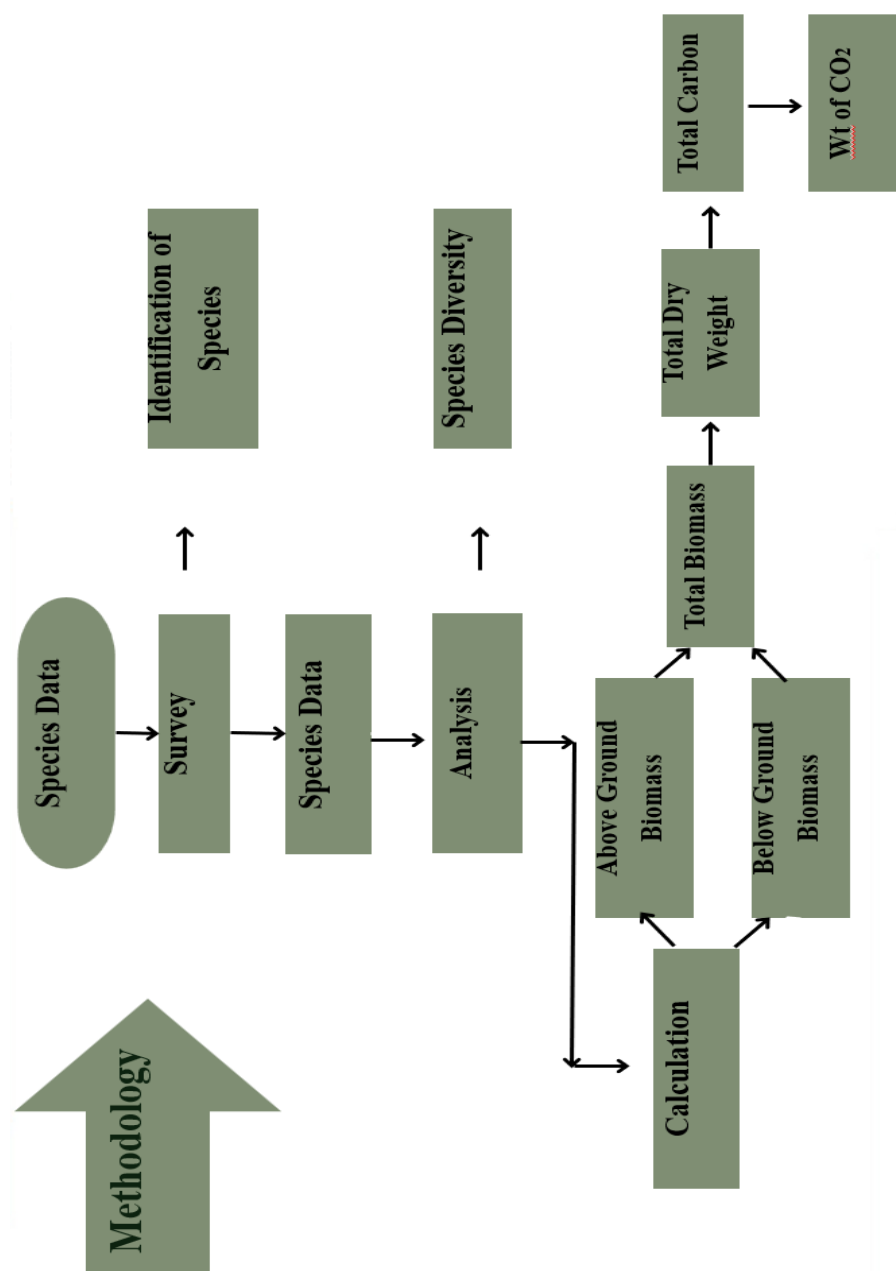 Methodology
Species Data
Survey
Identification of
Species
Species Data
Analysis
Species Diversity
Calculation
Above Ground
Biomass
Below Ground
Biomass
Total Biomass
Total Dry
Weight
Total Carbon
Wt of CO₂